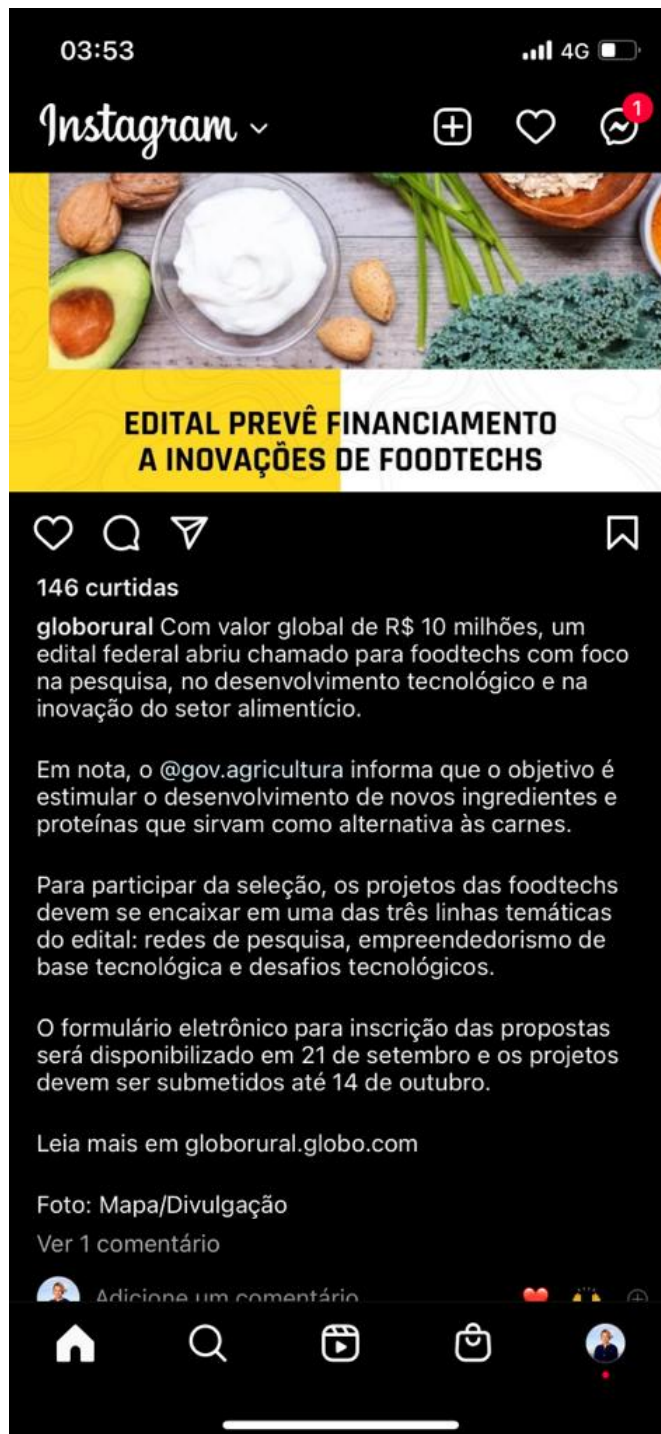 03:53
4G
Instagram
1
EDITAL PREVÊ FINANCIAMENTO
A INOVAÇÕES DE FOODTECHS
146 curtidas
globorural Com valor global de R$ 10 milhões, um
edital federal abriu chamado para foodtechs com foco
na pesquisa, no desenvolvimento tecnológico e na
inovação do setor alimentício.
Em nota, o @gov.agricultura informa que o objetivo é
estimular o desenvolvimento de novos ingredientes e
proteínas que sirvam como alternativa às carnes.
Para participar da seleção, os projetos das foodtechs
devem se encaixar em uma das três linhas temáticas
do edital: redes de pesquisa, empreendedorismo de
base tecnológica e desafios tecnológicos.
O formulário eletrônico para inscrição das propostas
será disponibilizado em 21 de setembro e os projetos
devem ser submetidos até 14 de outubro.
Leia mais em globorural.globo.com
Foto: Mapa/Divulgação
Ver 1 comentário
Adicione um comentário